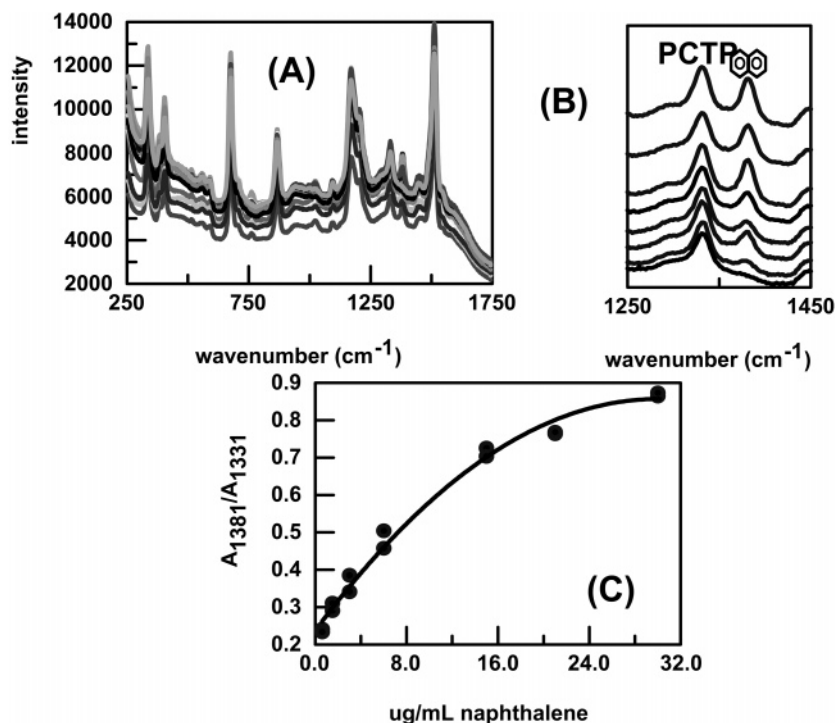 14000
12000
10000
8000
6000
4000
2000
intensity
(A)
250 750 1250 1750
wavenumber (cm⁻¹)
PCTP
(B)
1250 1450
wavenumber (cm⁻¹)
0.9
0.8
0.7
0.6
0.5
0.4
0.3
0.2
A1381/A1331
(C)
0.0 8.0 16.0 24.0 32.0
ug/mL naphthalene